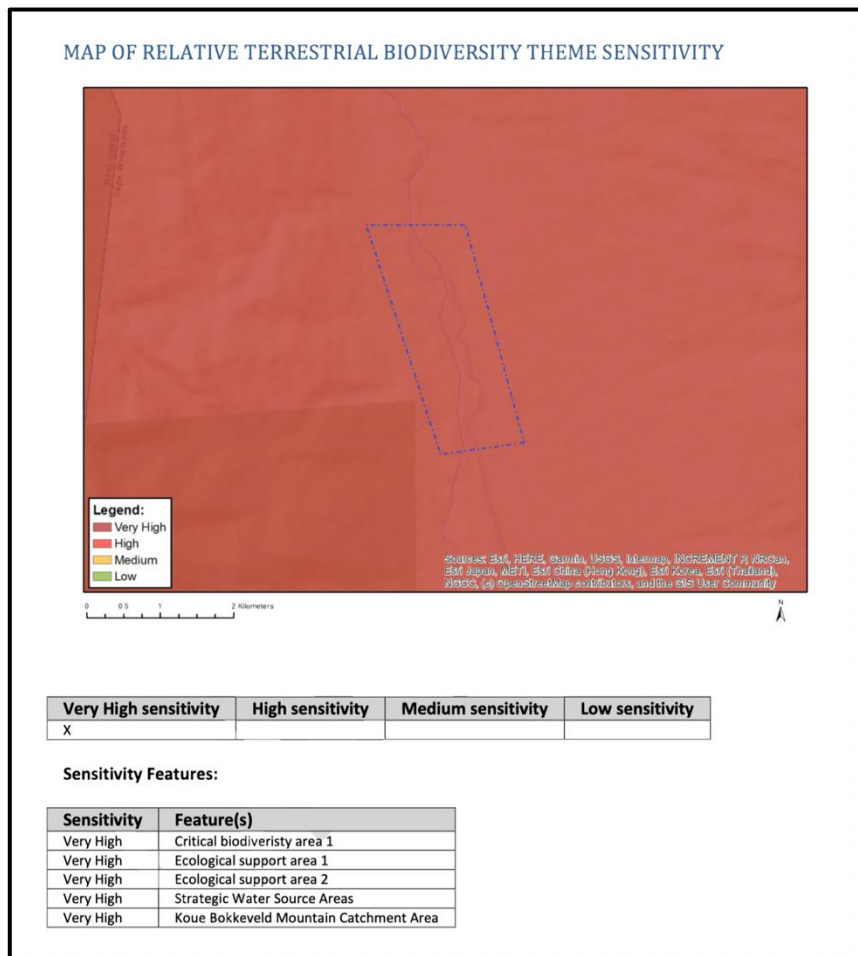 MAP OF RELATIVE TERRESTRIAL BIODIVERSITY THEME SENSITIVITY
West Coast
Cape Winelands
Legend:
Very High
High
Medium
Low
Sources: Esri, HERE, Garmin, USGS, Intermap, INCREMENT P, NRCan,
Esri Japan, METI, Esri China (Hong Kong), Esri Korea, Esri (Thailand),
NGCC, (c) OpenStreetMap contributors, and the GIS User Community
0 0.5 1 2 Kilometers
N
Very High sensitivity High sensitivity Medium sensitivity Low sensitivity
X
Sensitivity Features:
Sensitivity Feature(s)
Very High Critical biodiveristy area 1
Very High Ecological support area 1
Very High Ecological support area 2
Very High Strategic Water Source Areas
Very High Koue Bokkeveld Mountain Catchment Area